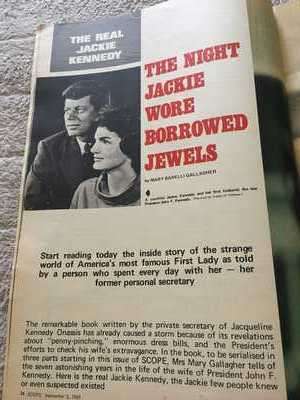 THE REAL
JACKIE
KENNEDY
THE NIGHT
JACKIE
WORE
BORROWED
JEWELS
by MARY BARELLI GALLAGHER
Start reading today the inside story of the strange
world of America's most famous First Lady as told
by a person who spent every day with her — her
former personal secretary
The remarkable book written by the private secretary of Jacqueline
Kennedy Onassis has already caused a storm because of its revelations
about "penny-pinching," enormous dress bills, and the President's
efforts to check his wife's extravagance. In the book, to be serialised in
three parts starting in this issue of SCOPE, Mrs Mary Gallagher tells of
the seven astonishing years in the life of the wife of President John F.
Kennedy. Here is the real Jackie Kennedy, the Jackie few people knew
or even suspected existed
SCOPE, 1969